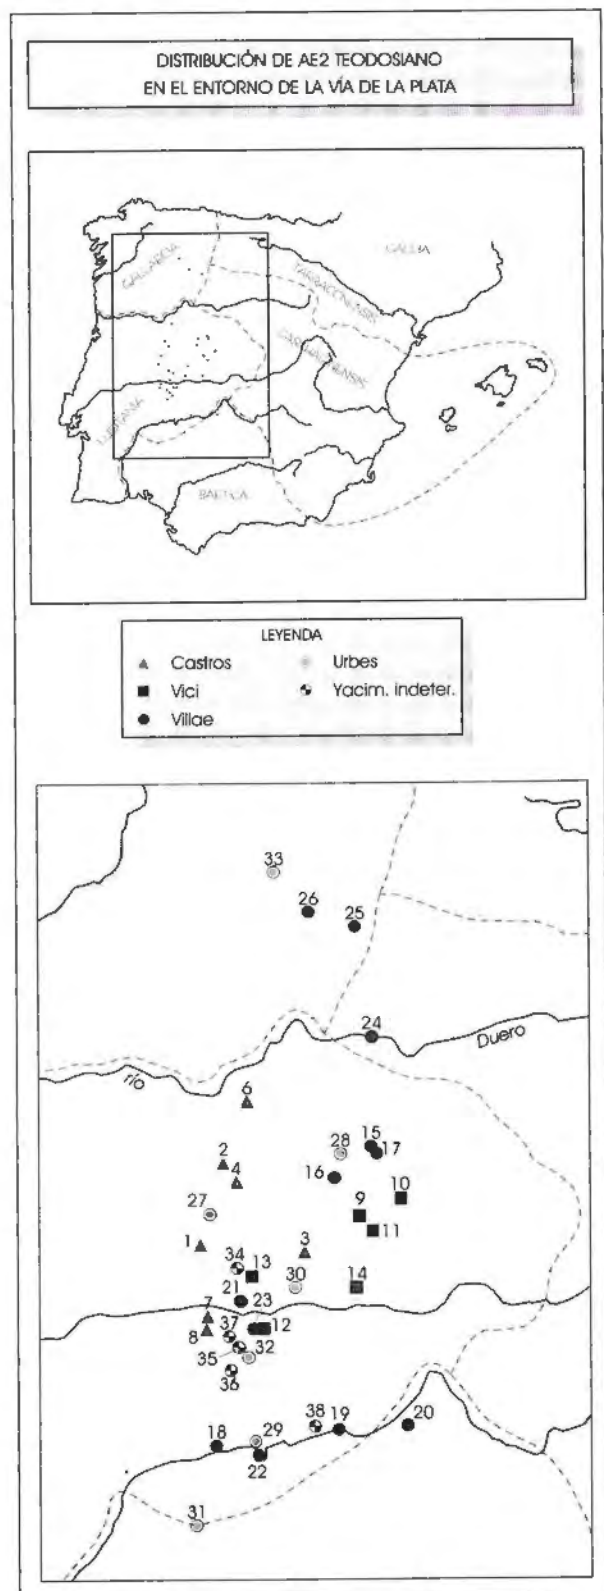 DISTRIBUCIÓN DE AE2 TEODOSIANO
EN EL ENTORNO DE LA VÍA DE LA PLATA
GALLAECIA
GALLIA
TARRACONENSIS
CARTHAGINENSIS
LUSITANIA
BAETICA
LEYENDA
Castros
Urbes
Vici
Yacim. indeter.
Villae
33
26
25
24
Duero
río
6
2
4
28
15
17
16
27
9
10
11
1
3
34
13
30
14
21
7
23
37
12
8
35
32
36
38
19
20
18
29
22
31